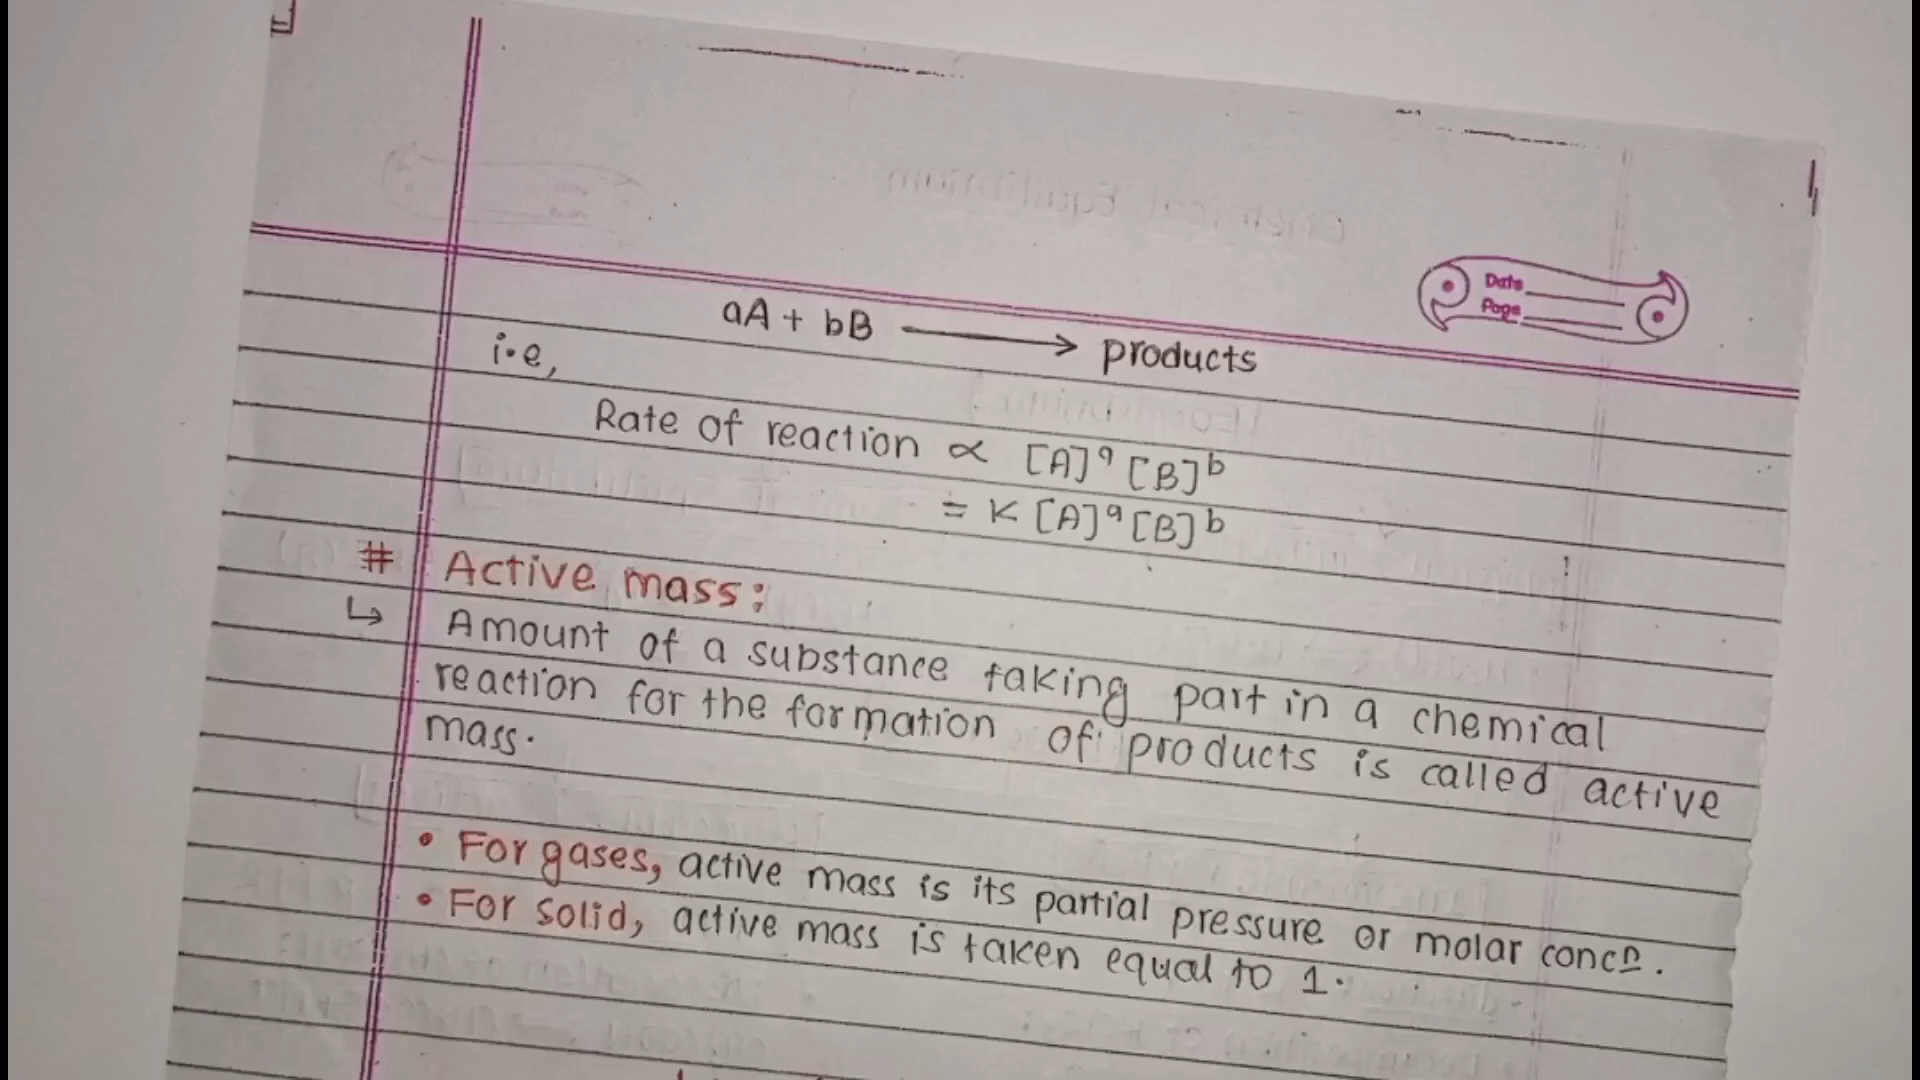 Date
Page
aA + bB ⟶ products
i.e,
Rate of reaction ∝ [A]ᵃ [B]ᵇ
= K [A]ᵃ [B]ᵇ
# Active mass:
↳ Amount of a substance taking part in a chemical
reaction for the formation of products is called active
mass.
• For gases, active mass is its partial pressure or molar concn.
• For solid, active mass is taken equal to 1.